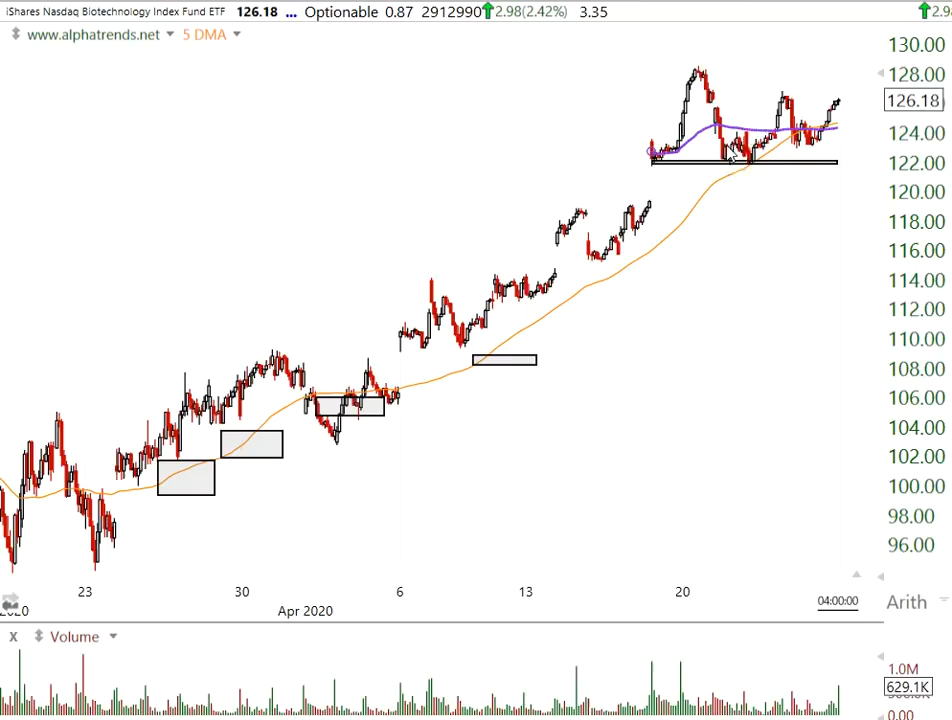 iShares Nasdaq Biotechnology Index Fund ETF 126.18 ... Optionable 0.87 2912990 2.98(2.42%) 3.35 2.9
www.alphatrends.net 5 DMA
130.00
128.00
126.18
124.00
122.00
120.00
118.00
116.00
114.00
112.00
110.00
108.00
106.00
104.00
102.00
100.00
98.00
96.00
23 30 6 13 20
2020 Apr 2020 04:00:00 Arith
X Volume
1.0M
629.1K
0.00